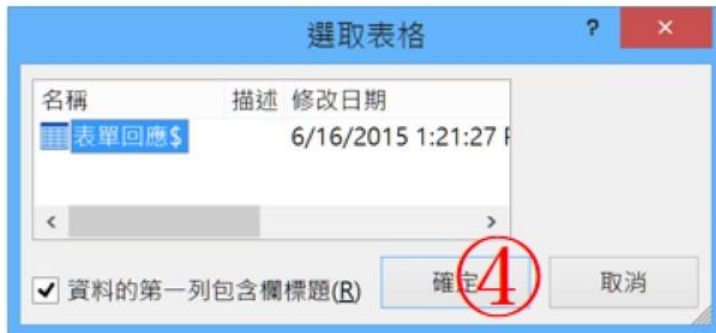 選取表格
? ×
名稱 描述 修改日期
表單回應$ 6/16/2015 1:21:27
< >
資料的第一列包含欄標題(R) 確定 ④ 取消